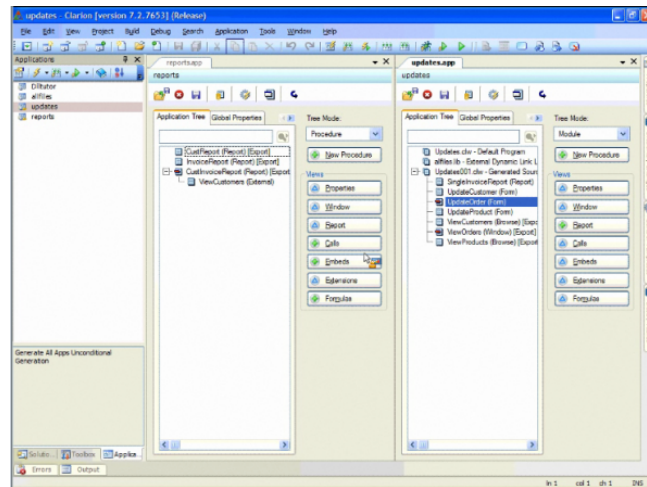 updates - Clarion [version 7.2.7653] (Release)
File Edit View Project Build Debug Search Application Tools Window Help
Applications
Dlltutor
allfiles
updates
reports
Generate All Apps Unconditional
Generation
Solutio... Toolbox Applica...
Errors Output
reports.app
reports
Application Tree Global Properties
CustReport (Report) [Export]
InvoiceReport (Report) [Export]
CustInvoiceReport (Report) [Export
ViewCustomers (External)
Tree Mode:
Procedure
New Procedure
Views
Properties
Window
Report
Calls
Embeds
Extensions
Formulas
updates.app
updates
Application Tree Global Properties
Updates.clw - Default Program
allfiles.lib - External Dynamic Link L
Updates001.clw - Generated Sour
SingleInvoiceReport (Report)
UpdateCustomer (Form)
UpdateOrder (Form)
UpdateProduct (Form)
ViewCustomers (Browse) [Expo
ViewOrders (Window) [Export]
ViewProducts (Browse) [Export
Tree Mode:
Module
New Procedure
Views
Properties
Window
Report
Calls
Embeds
Extensions
Formulas
ln 1 col 1 ch 1 INS